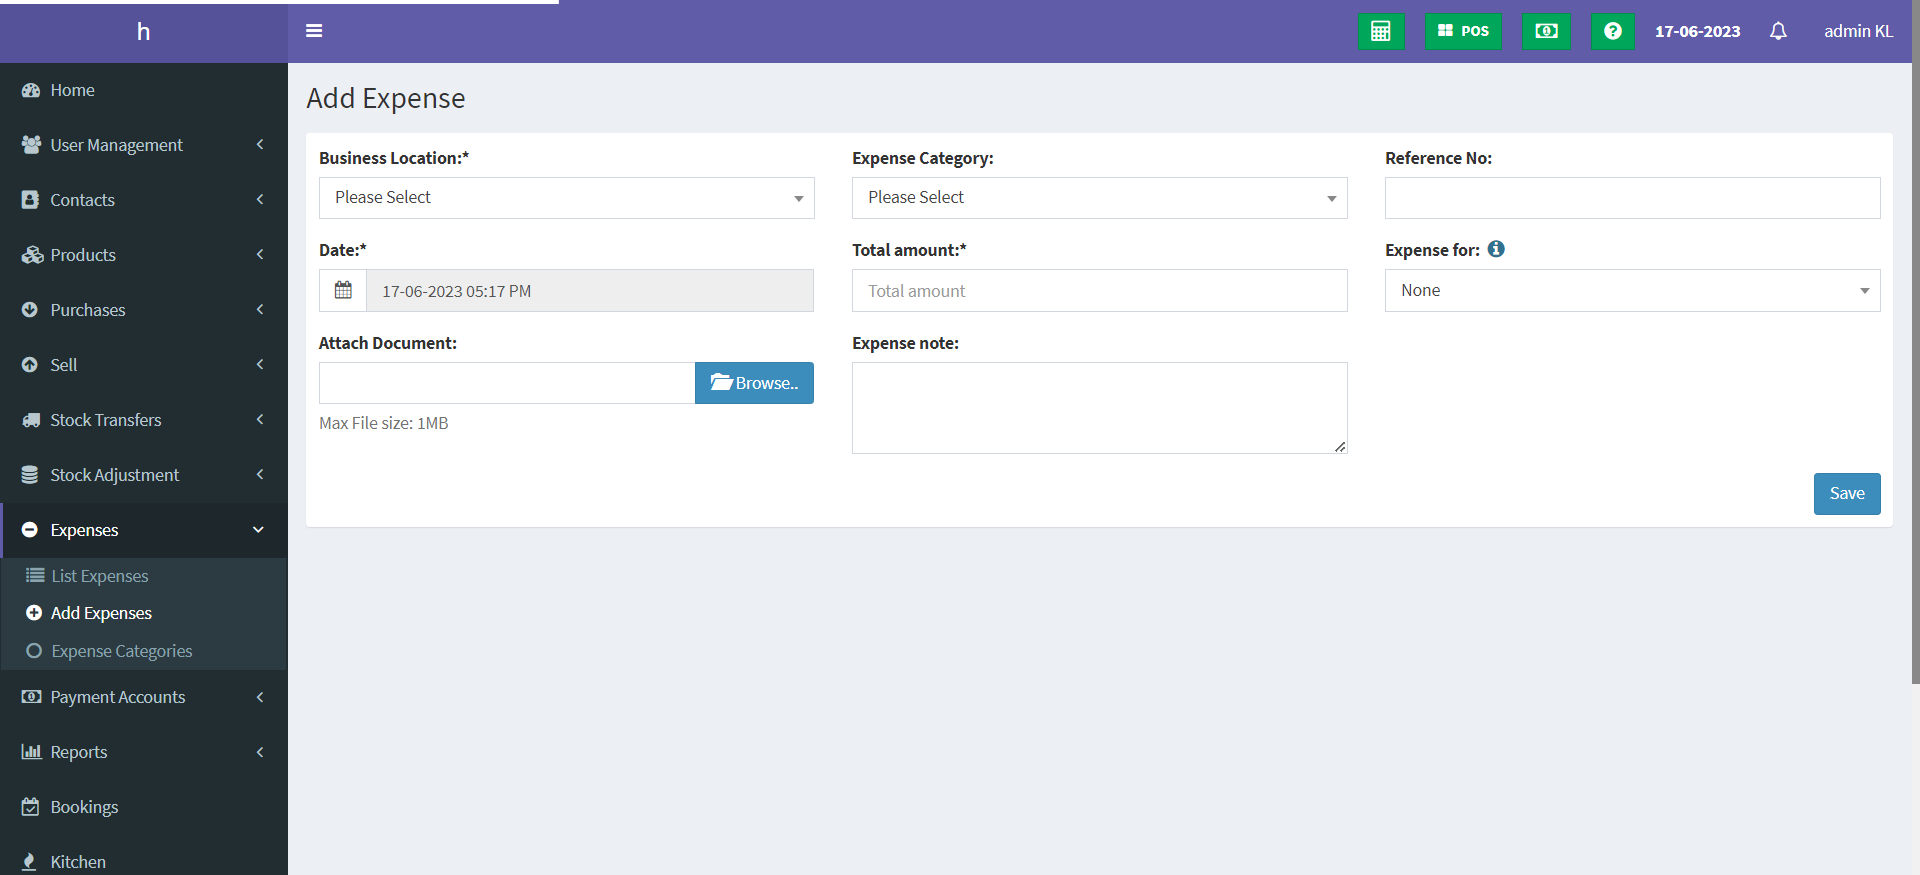 h
POS
17-06-2023
admin KL
Home
User Management
Contacts
Products
Purchases
Sell
Stock Transfers
Stock Adjustment
Expenses
List Expenses
Add Expenses
Expense Categories
Payment Accounts
Reports
Bookings
Kitchen
Add Expense
Business Location:*
Please Select
Expense Category:
Please Select
Reference No:
Date:*
17-06-2023 05:17 PM
Total amount:*
Total amount
Expense for:
None
Attach Document:
Browse..
Max File size: 1MB
Expense note:
Save